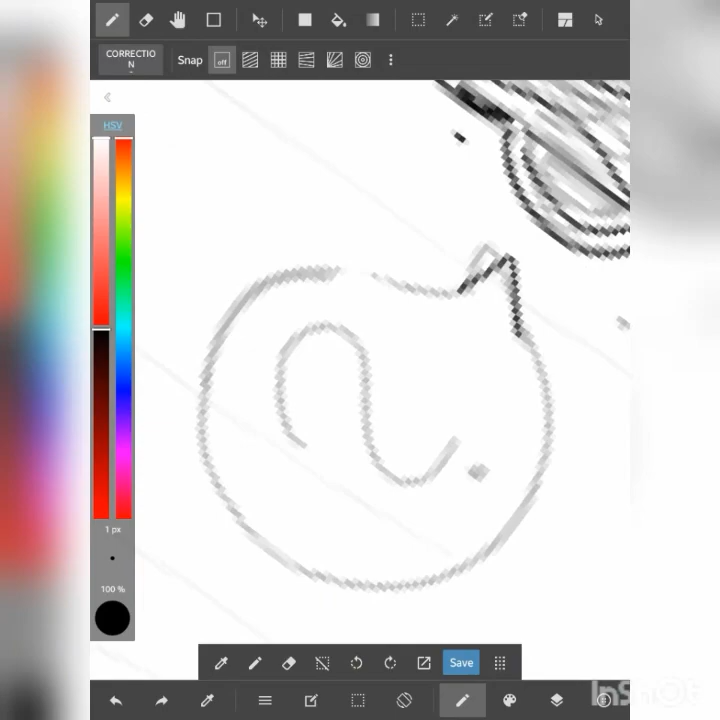 CORRECTIO
N
Snap
off
HSV
1 px
100 %
Save
InShOt